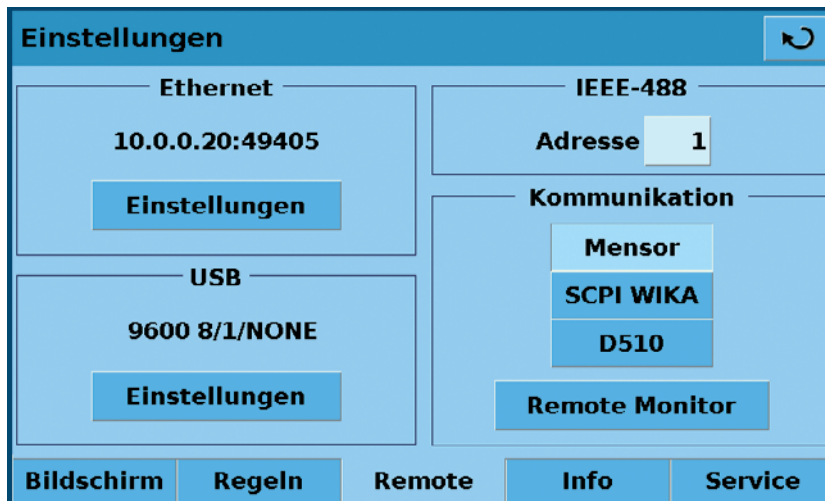 Einstellungen
Ethernet
10.0.0.20:49405
Einstellungen
USB
9600 8/1/NONE
Einstellungen
IEEE-488
Adresse 1
Kommunikation
Mensor
SCPI WIKA
D510
Remote Monitor
Bildschirm Regeln Remote Info Service